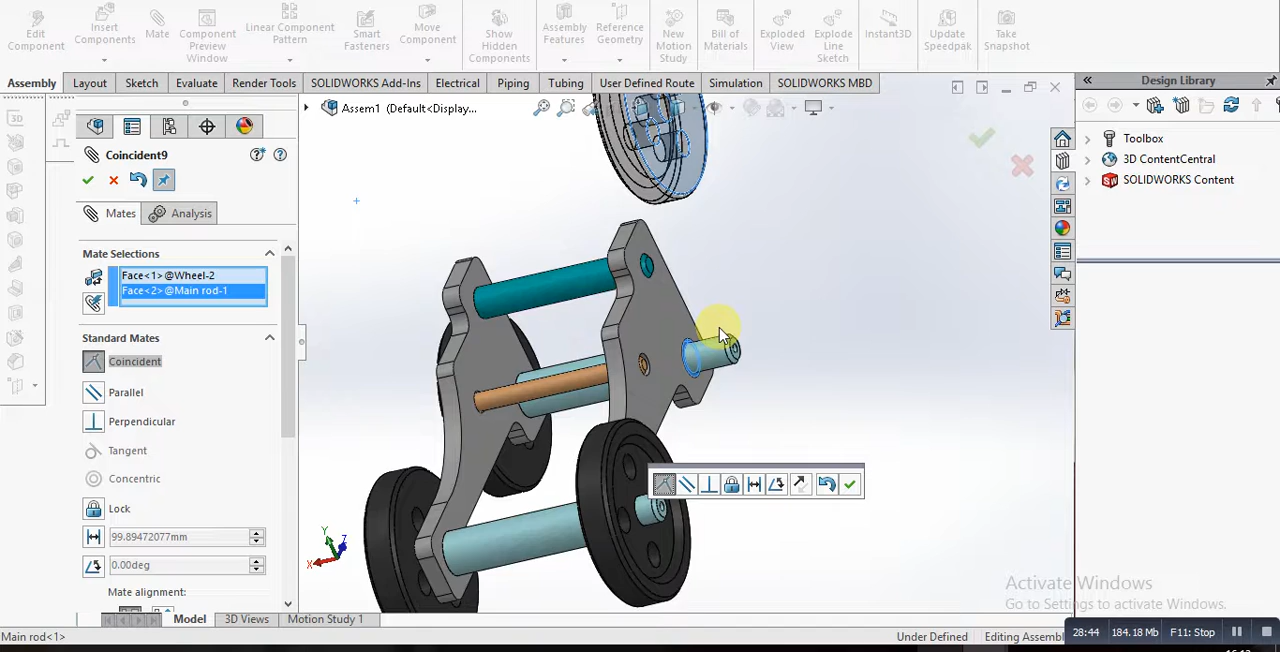 Edit Component
Insert Components
Mate
Component Preview Window
Linear Component Pattern
Smart Fasteners
Move Component
Show Hidden Components
Assembly Features
Reference Geometry
New Motion Study
Bill of Materials
Exploded View
Explode Line Sketch
Instant3D
Update Speedpak
Take Snapshot
Assembly
Layout
Sketch
Evaluate
Render Tools
SOLIDWORKS Add-Ins
Electrical
Piping
Tubing
User Defined Route
Simulation
SOLIDWORKS MBD
Design Library
Assem1 (Default<Display...
Toolbox
3D ContentCentral
SOLIDWORKS Content
Coincident9
Mates
Analysis
Mate Selections
Face<1>@Wheel-2
Face<2>@Main rod-1
Standard Mates
Coincident
Parallel
Perpendicular
Tangent
Concentric
Lock
99.89472077mm
0.00deg
Mate alignment:
Y
Z
X
Activate Windows
Go to Settings to activate Windows.
Model
3D Views
Motion Study 1
Main rod<1>
Under Defined
Editing Assembl
28:44
184.18 Mb
F11: Stop